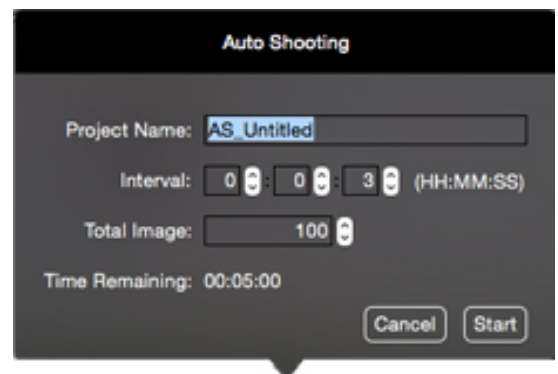 Auto Shooting
Project Name: AS_Untitled
Interval: 0 : 0 : 3 (HH:MM:SS)
Total Image: 100
Time Remaining: 00:05:00
Cancel Start